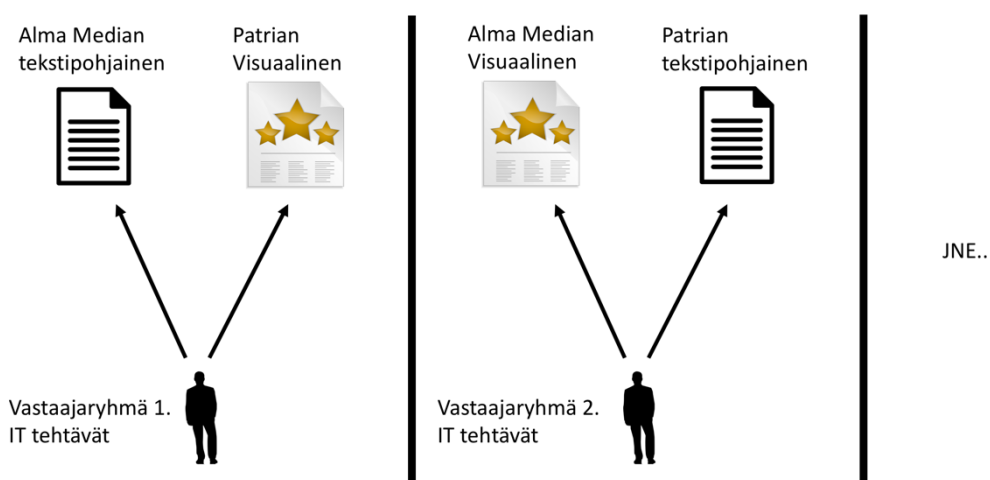 Alma Median
tekstipohjainen
Patrian
Visuaalinen
Vastaajaryhmä 1.
IT tehtävät
Alma Median
Visuaalinen
Patrian
tekstipohjainen
Vastaajaryhmä 2.
IT tehtävät
JNE..